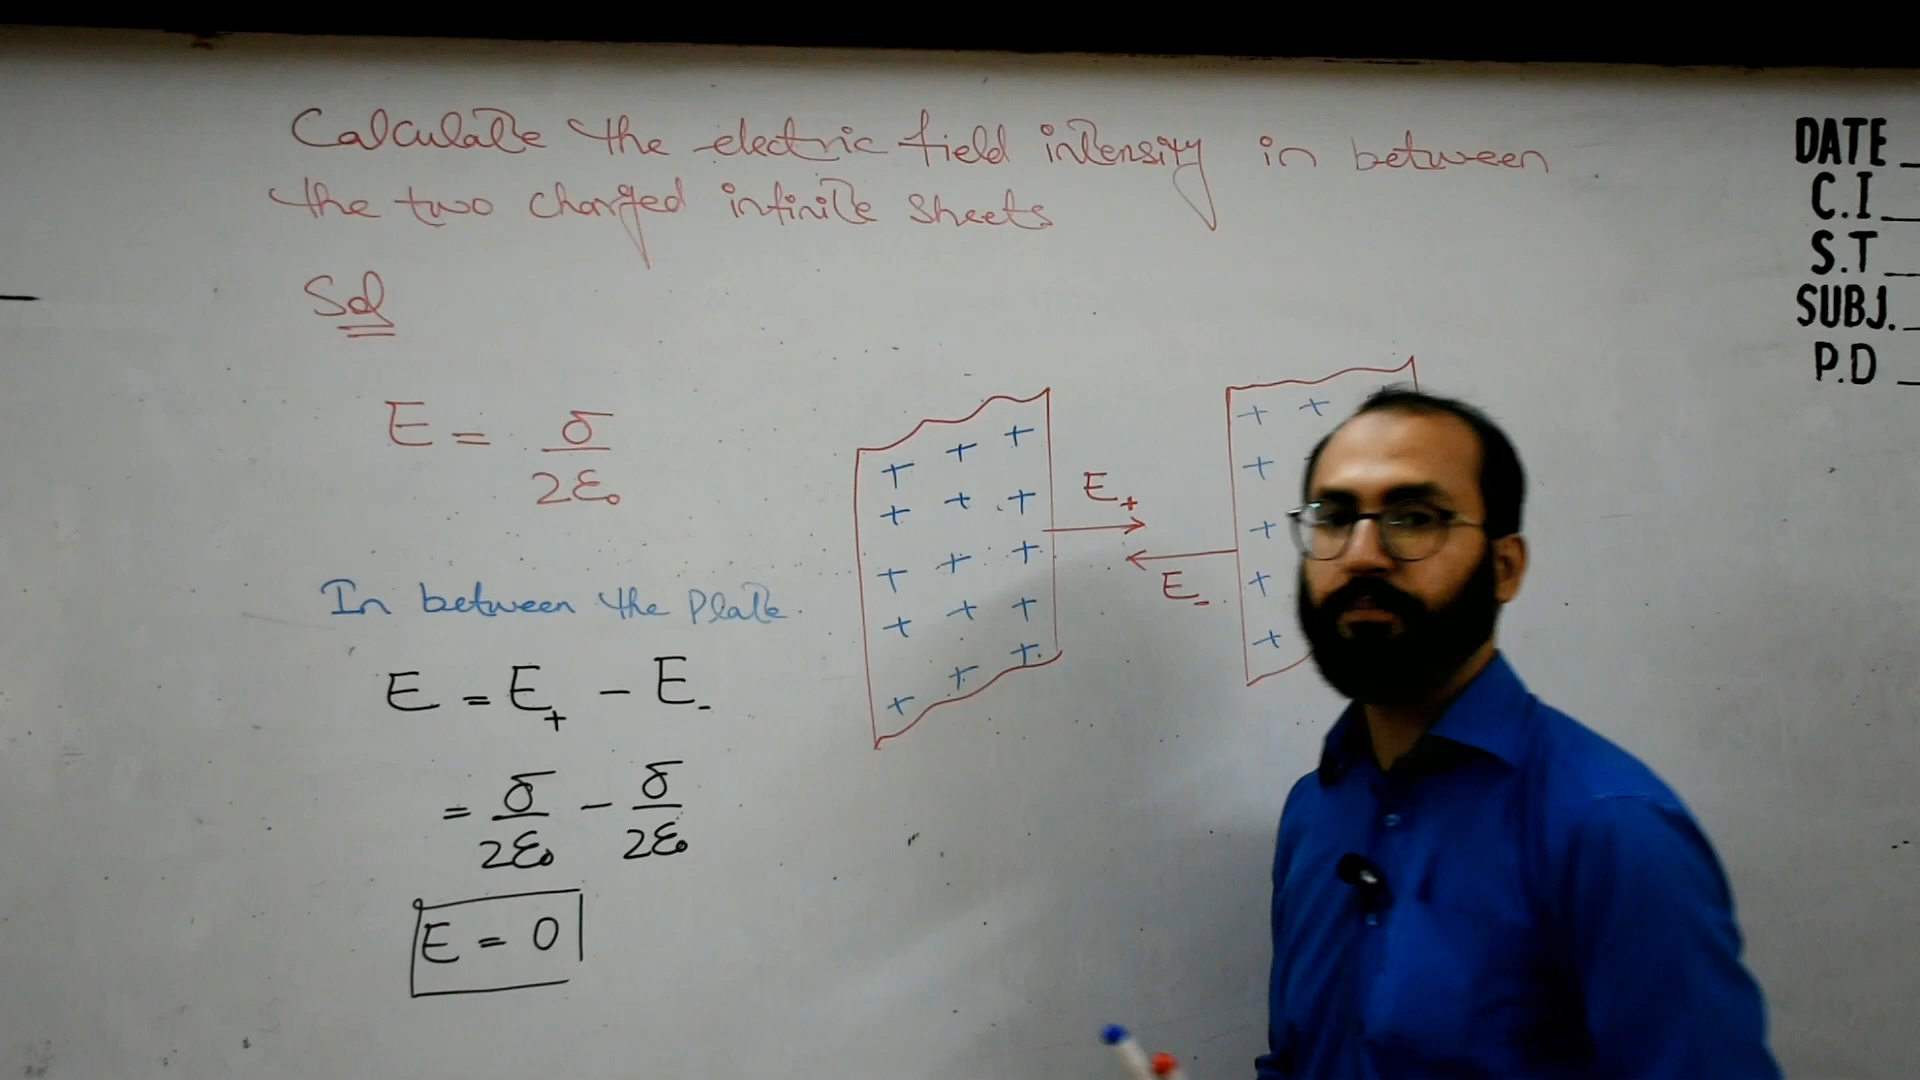 Calculate the electric field intensity in between
the two charged infinite sheets
Sol
E = σ / 2ε₀
In between the Plate.
E = E₊ - E₋
= σ / 2ε₀ - σ / 2ε₀
E = 0
+ + +
+ + +
+ + +
+ + +
+ + +
E₊
E₋
+ +
+
+
+
+
DATE
C.I
S.T
SUBJ.
P.D